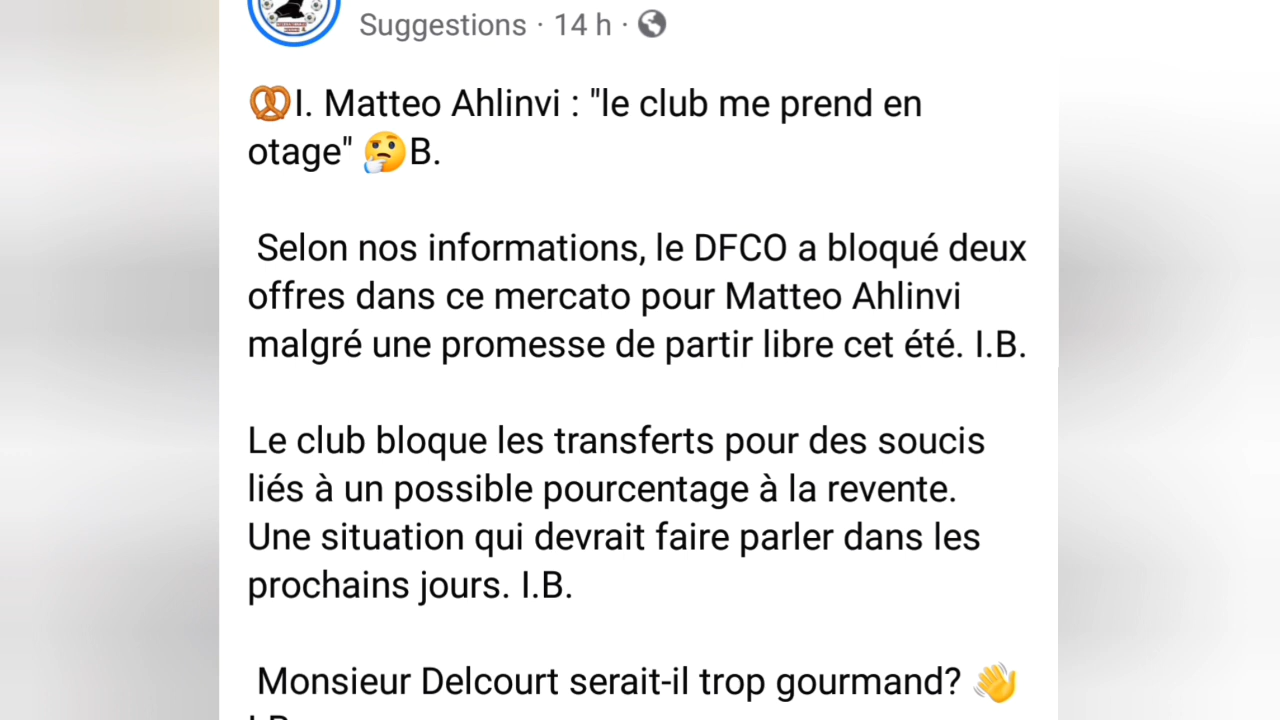 Suggestions · 14 h ·
🥨I. Matteo Ahlinvi : "le club me prend en
otage" 🤔B.
Selon nos informations, le DFCO a bloqué deux
offres dans ce mercato pour Matteo Ahlinvi
malgré une promesse de partir libre cet été. I.B.
Le club bloque les transferts pour des soucis
liés à un possible pourcentage à la revente.
Une situation qui devrait faire parler dans les
prochains jours. I.B.
Monsieur Delcourt serait-il trop gourmand? 👋